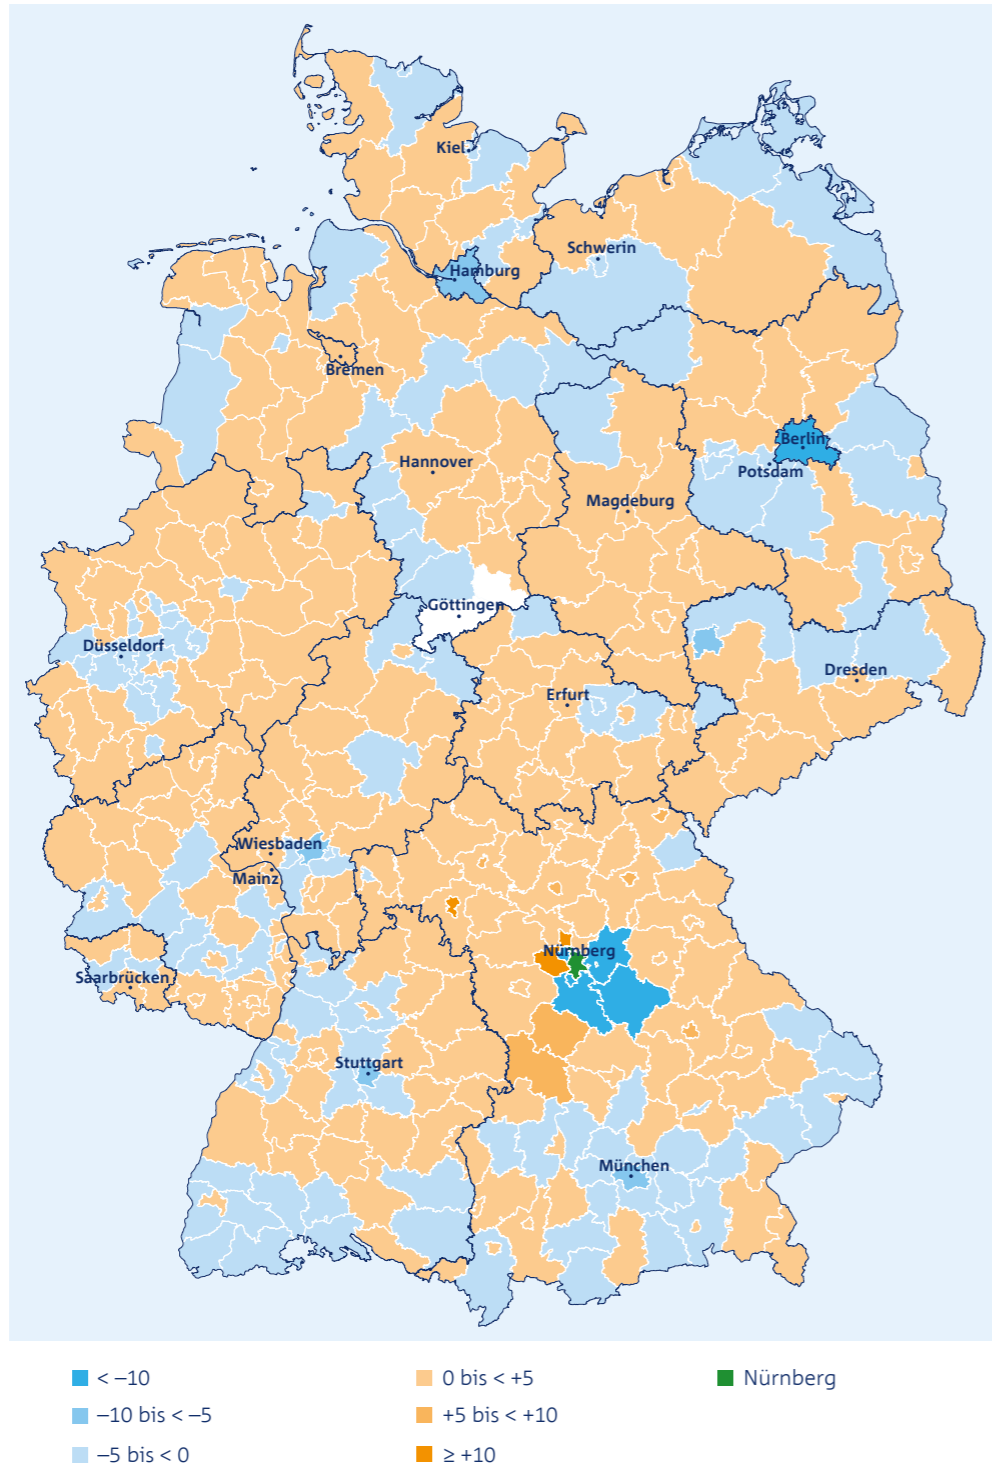 Kiel
Schwerin
Hamburg
Bremen
Berlin
Hannover
Potsdam
Magdeburg
Göttingen
Düsseldorf
Dresden
Erfurt
Wiesbaden
Mainz
Nürnberg
Saarbrücken
Stuttgart
München
< –10
0 bis < +5
Nürnberg
–10 bis < –5
+5 bis < +10
–5 bis < 0
≥ +10